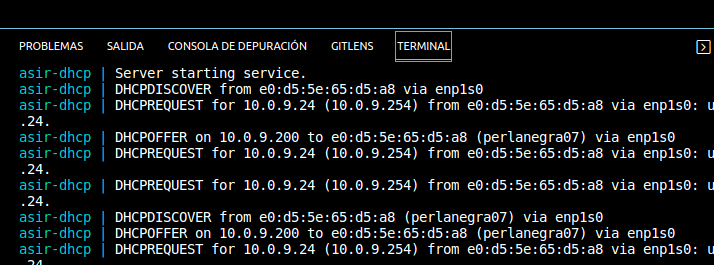 PROBLEMAS SALIDA CONSOLA DE DEPURACIÓN GITLENS TERMINAL
asir-dhcp | Server starting service.
asir-dhcp | DHCPDISCOVER from e0:d5:5e:65:d5:a8 via enp1s0
asir-dhcp | DHCPREQUEST for 10.0.9.24 (10.0.9.254) from e0:d5:5e:65:d5:a8 via enp1s0: u
.24.
asir-dhcp | DHCPOFFER on 10.0.9.200 to e0:d5:5e:65:d5:a8 (perlanegra07) via enp1s0
asir-dhcp | DHCPREQUEST for 10.0.9.24 (10.0.9.254) from e0:d5:5e:65:d5:a8 via enp1s0: u
.24.
asir-dhcp | DHCPREQUEST for 10.0.9.24 (10.0.9.254) from e0:d5:5e:65:d5:a8 via enp1s0: u
.24.
asir-dhcp | DHCPDISCOVER from e0:d5:5e:65:d5:a8 (perlanegra07) via enp1s0
asir-dhcp | DHCPOFFER on 10.0.9.200 to e0:d5:5e:65:d5:a8 (perlanegra07) via enp1s0
asir-dhcp | DHCPREQUEST for 10.0.9.24 (10.0.9.254) from e0:d5:5e:65:d5:a8 via enp1s0: u
.24.